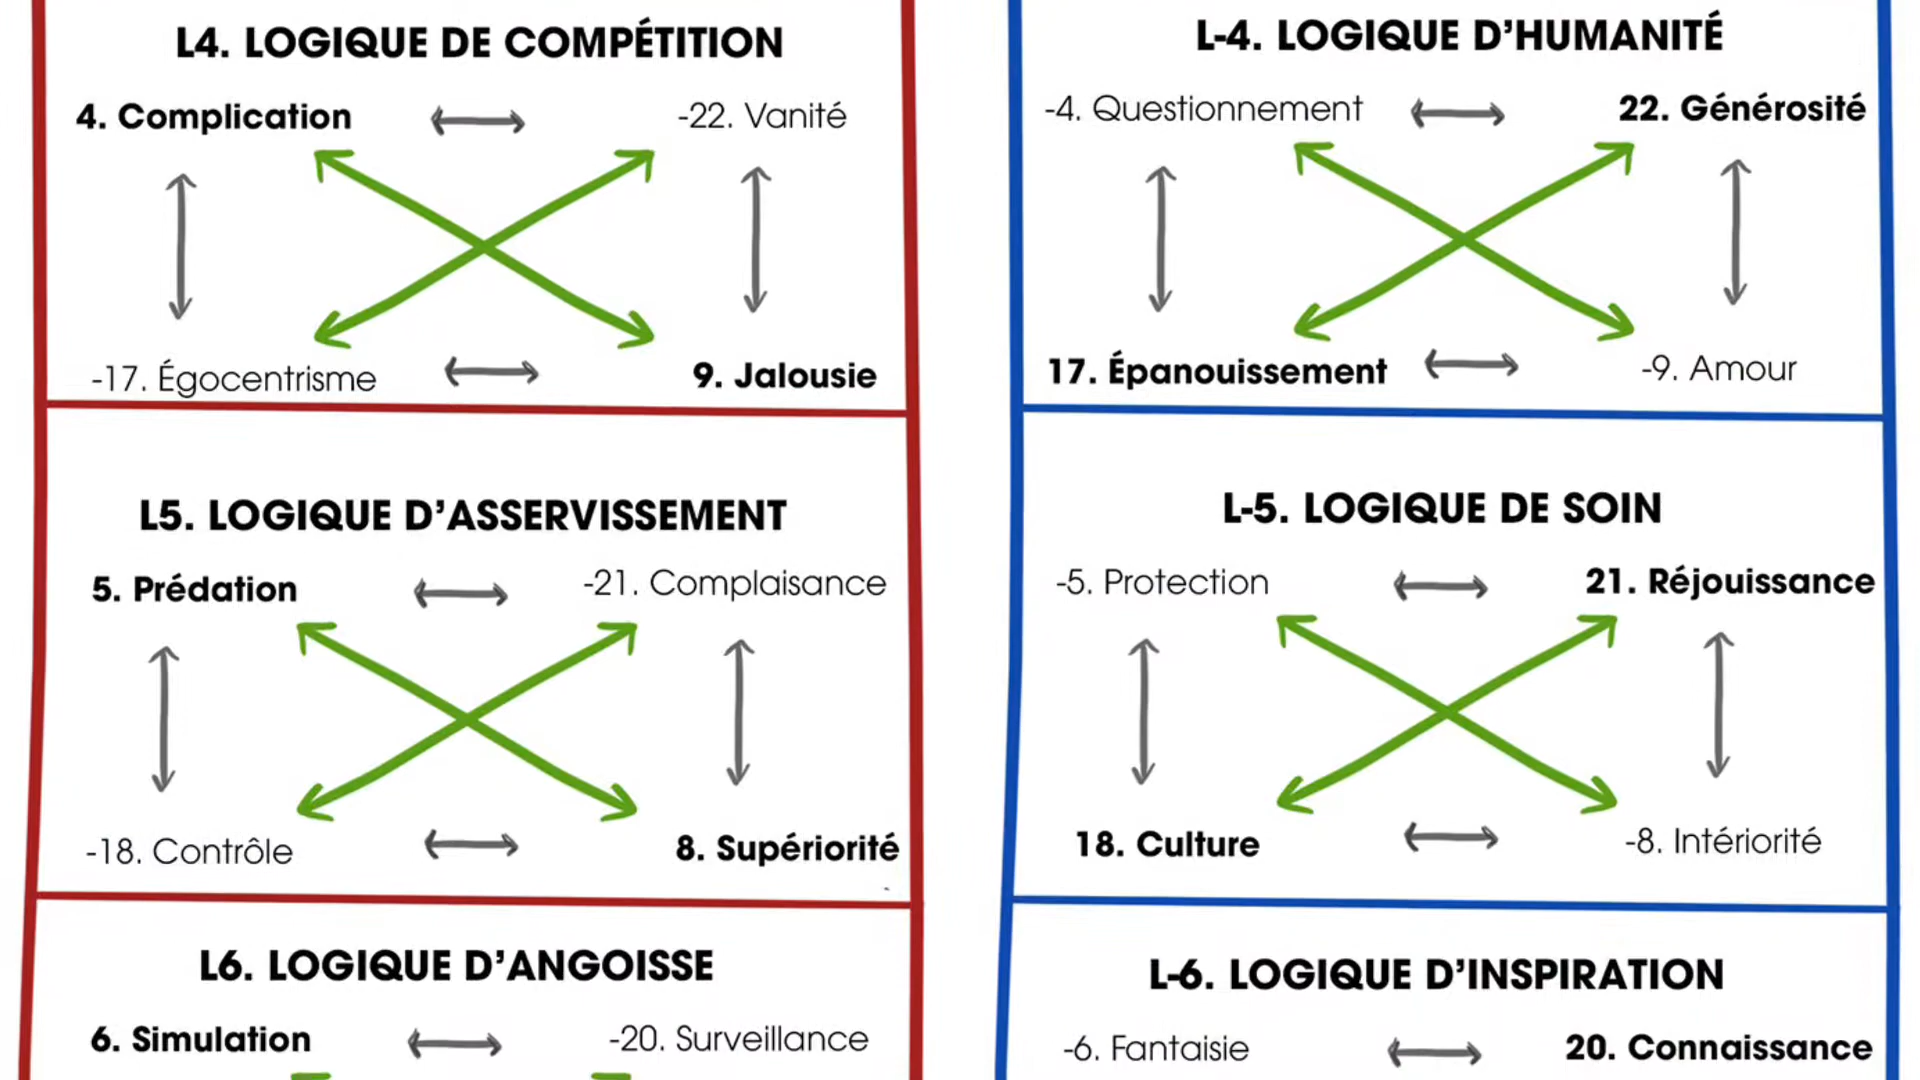 L4. LOGIQUE DE COMPÉTITION
4. Complication
-22. Vanité
-17. Égocentrisme
9. Jalousie
L5. LOGIQUE D'ASSERVISSEMENT
5. Prédation
-21. Complaisance
-18. Contrôle
8. Supériorité
L6. LOGIQUE D'ANGOISSE
6. Simulation
-20. Surveillance
L-4. LOGIQUE D'HUMANITÉ
-4. Questionnement
22. Générosité
17. Épanouissement
-9. Amour
L-5. LOGIQUE DE SOIN
-5. Protection
21. Réjouissance
18. Culture
-8. Intériorité
L-6. LOGIQUE D'INSPIRATION
-6. Fantaisie
20. Connaissance